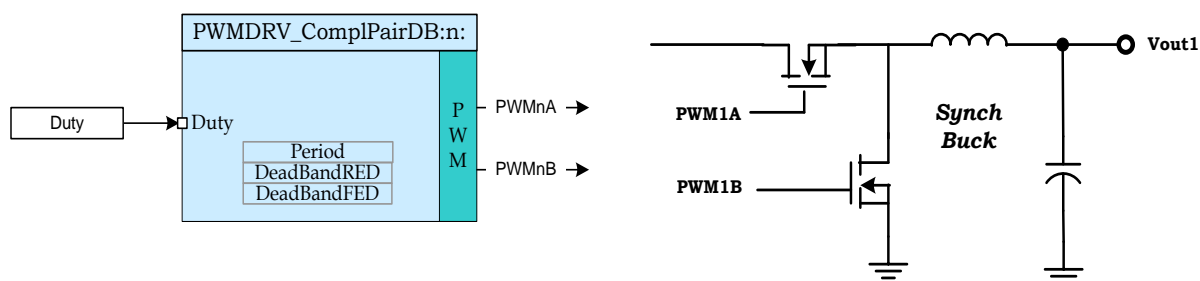 PWMDRV_ComplPairDB:n:
Duty
Duty
Period
DeadBandRED
DeadBandFED
P
W
M
PWMnA
PWMnB
Vout1
PWM1A
Synch
Buck
PWM1B